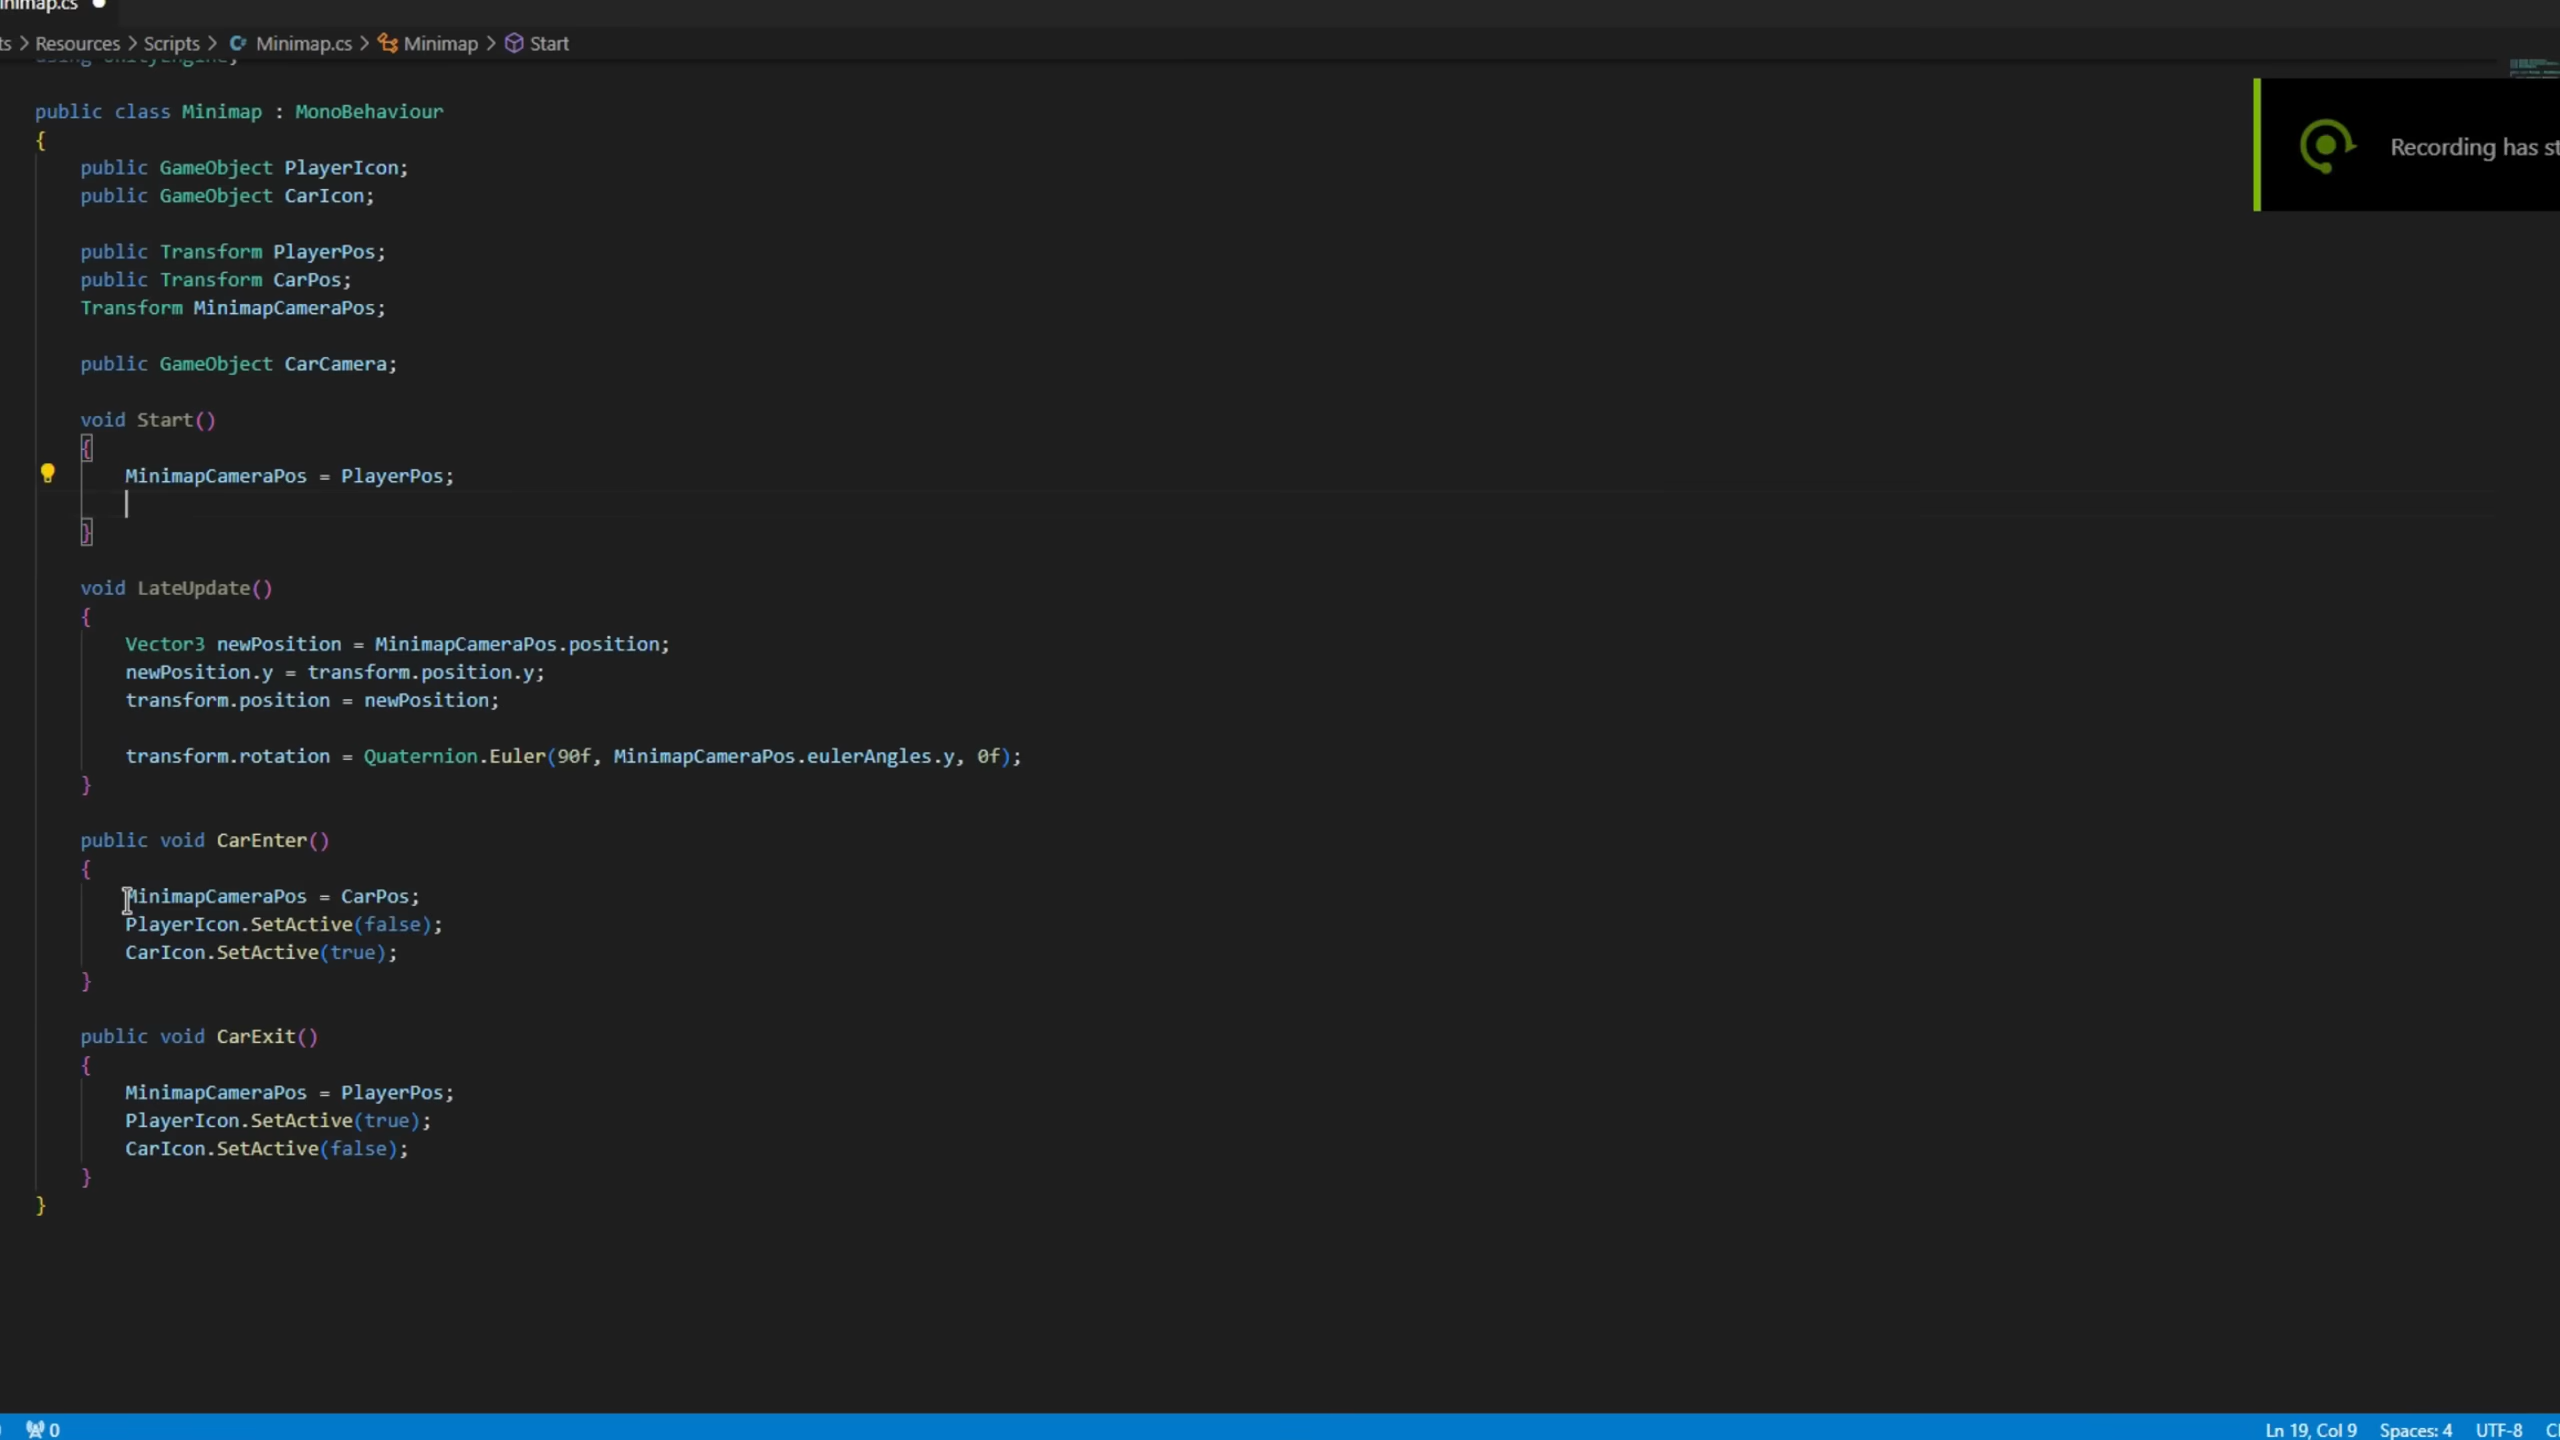 nimap.cs
ts > Resources > Scripts > Minimap.cs > Minimap > Start
using UnityEngine;
public class Minimap : MonoBehaviour
{
public GameObject PlayerIcon;
public GameObject CarIcon;
public Transform PlayerPos;
public Transform CarPos;
Transform MinimapCameraPos;
public GameObject CarCamera;
void Start()
{
MinimapCameraPos = PlayerPos;
}
void LateUpdate()
{
Vector3 newPosition = MinimapCameraPos.position;
newPosition.y = transform.position.y;
transform.position = newPosition;
transform.rotation = Quaternion.Euler(90f, MinimapCameraPos.eulerAngles.y, 0f);
}
public void CarEnter()
{
MinimapCameraPos = CarPos;
PlayerIcon.SetActive(false);
CarIcon.SetActive(true);
}
public void CarExit()
{
MinimapCameraPos = PlayerPos;
PlayerIcon.SetActive(true);
CarIcon.SetActive(false);
}
}
Recording has st
0
Ln 19, Col 9 Spaces: 4 UTF-8 C